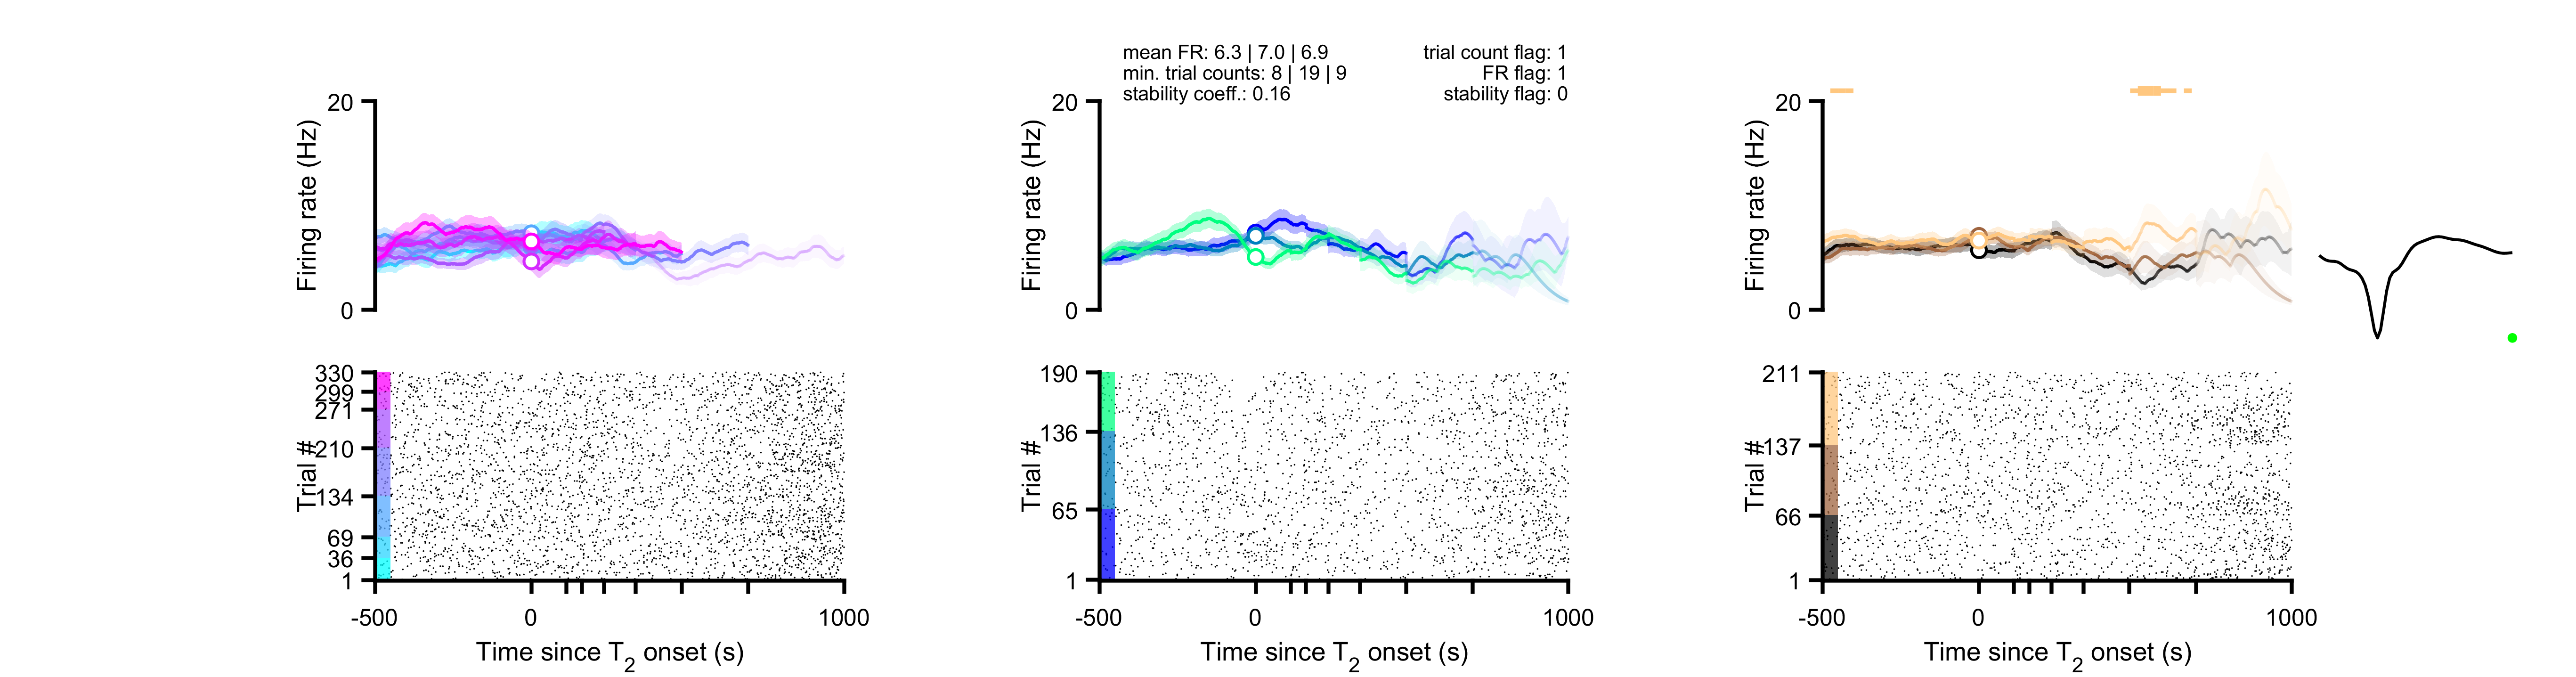 mean FR: 6.3 | 7.0 | 6.9
min. trial counts: 8 | 19 | 9
stability coeff.: 0.16
trial count flag: 1
FR flag: 1
stability flag: 0
20
Firing rate (Hz)
0
20
Firing rate (Hz)
0
20
Firing rate (Hz)
0
330
299
271
210
134
69
36
1
Trial #
-500
0
1000
Time since T2 onset (s)
190
136
65
1
Trial #
-500
0
1000
Time since T2 onset (s)
211
137
66
1
Trial #
-500
0
1000
Time since T2 onset (s)